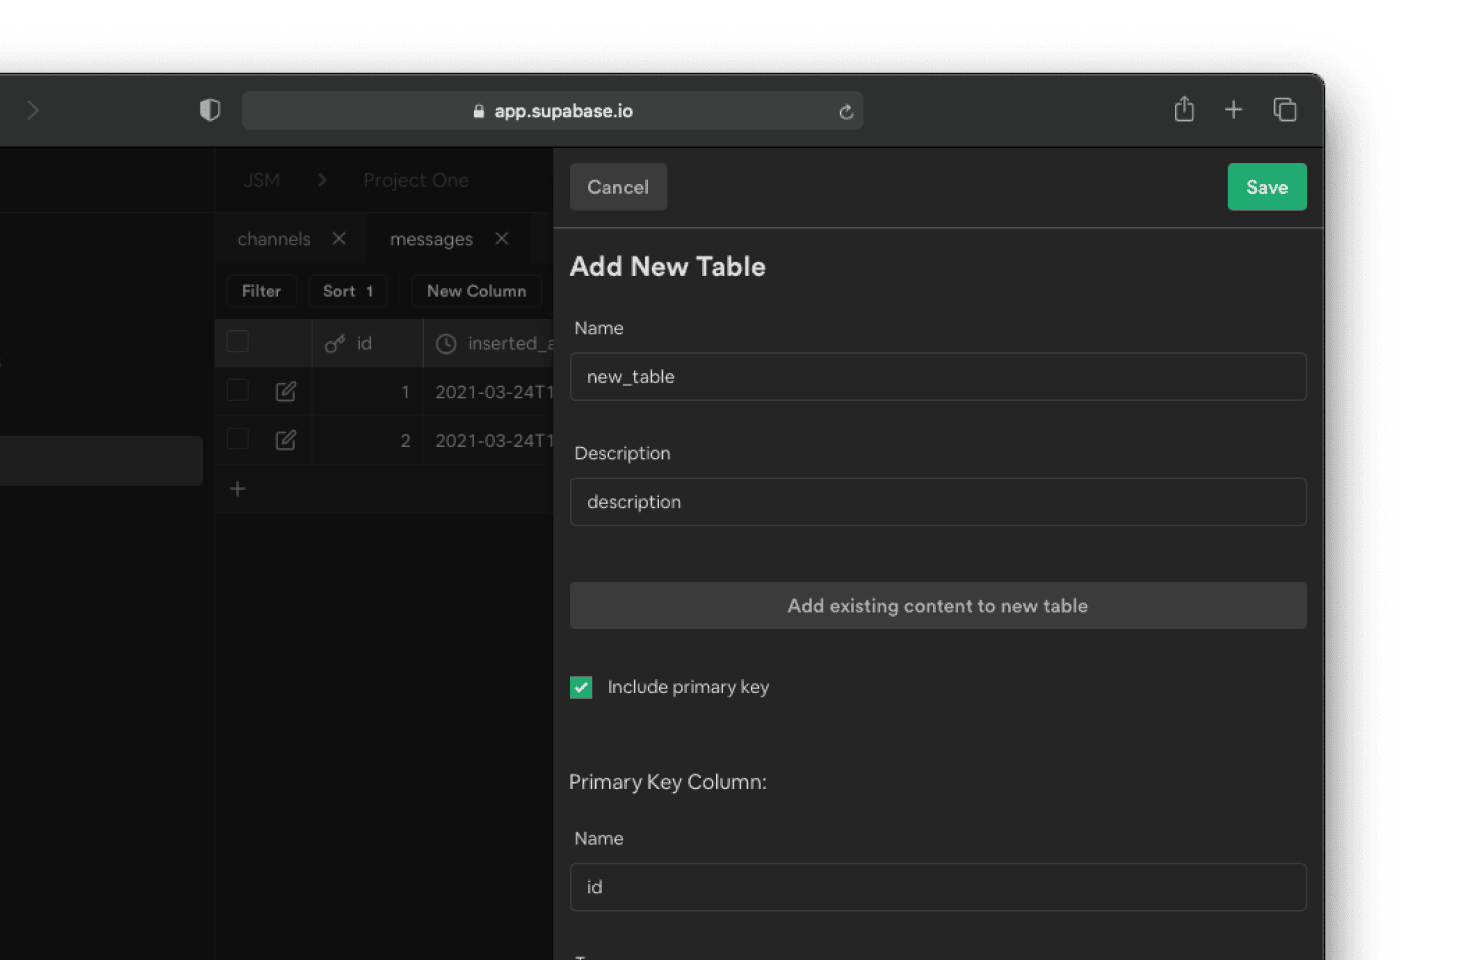 app.supabase.io
JSM > Project One
channels
messages
Filter
Sort 1
New Column
id
inserted_a
1
2021-03-24T1
2
2021-03-24T1
Cancel
Save
Add New Table
Name
new_table
Description
description
Add existing content to new table
Include primary key
Primary Key Column:
Name
id